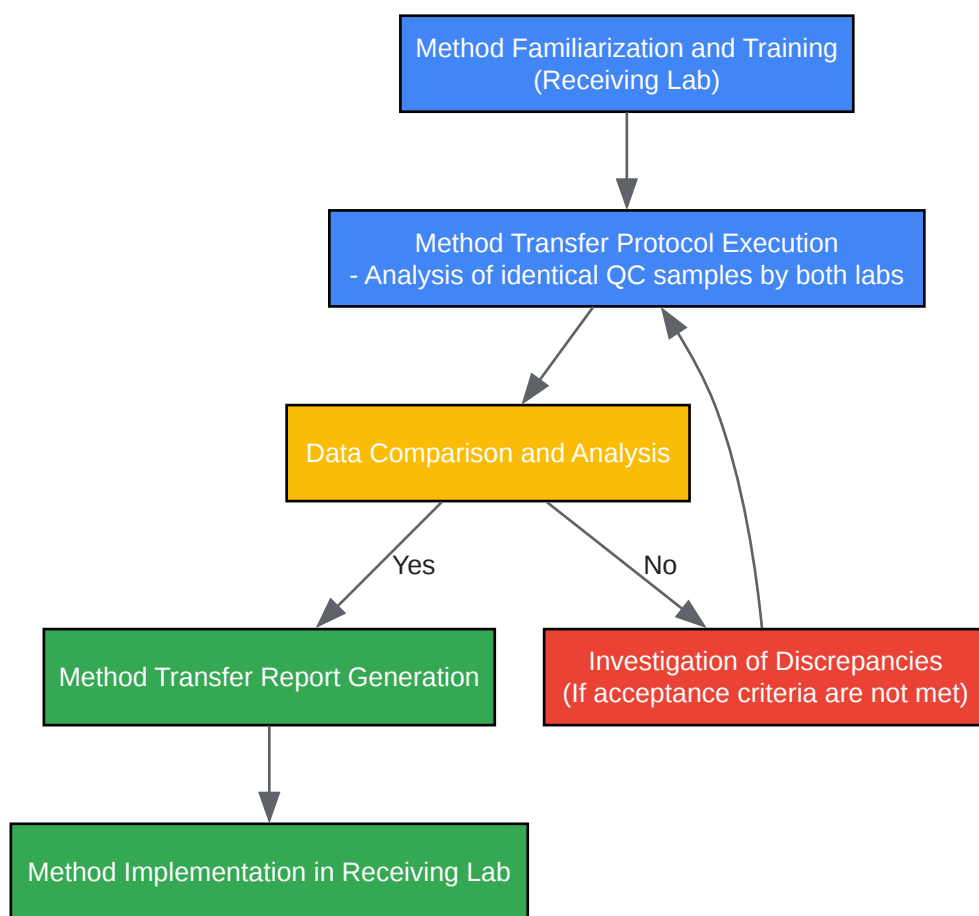 Method Familiarization and Training
(Receiving Lab)
Method Transfer Protocol Execution
- Analysis of identical QC samples by both labs
Data Comparison and Analysis
Yes
No
Method Transfer Report Generation
Investigation of Discrepancies
(If acceptance criteria are not met)
Method Implementation in Receiving Lab